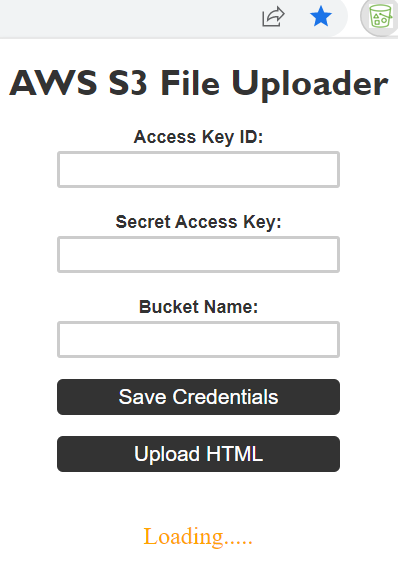 AWS S3 File Uploader
Access Key ID:
Secret Access Key:
Bucket Name:
Save Credentials
Upload HTML
Loading.....